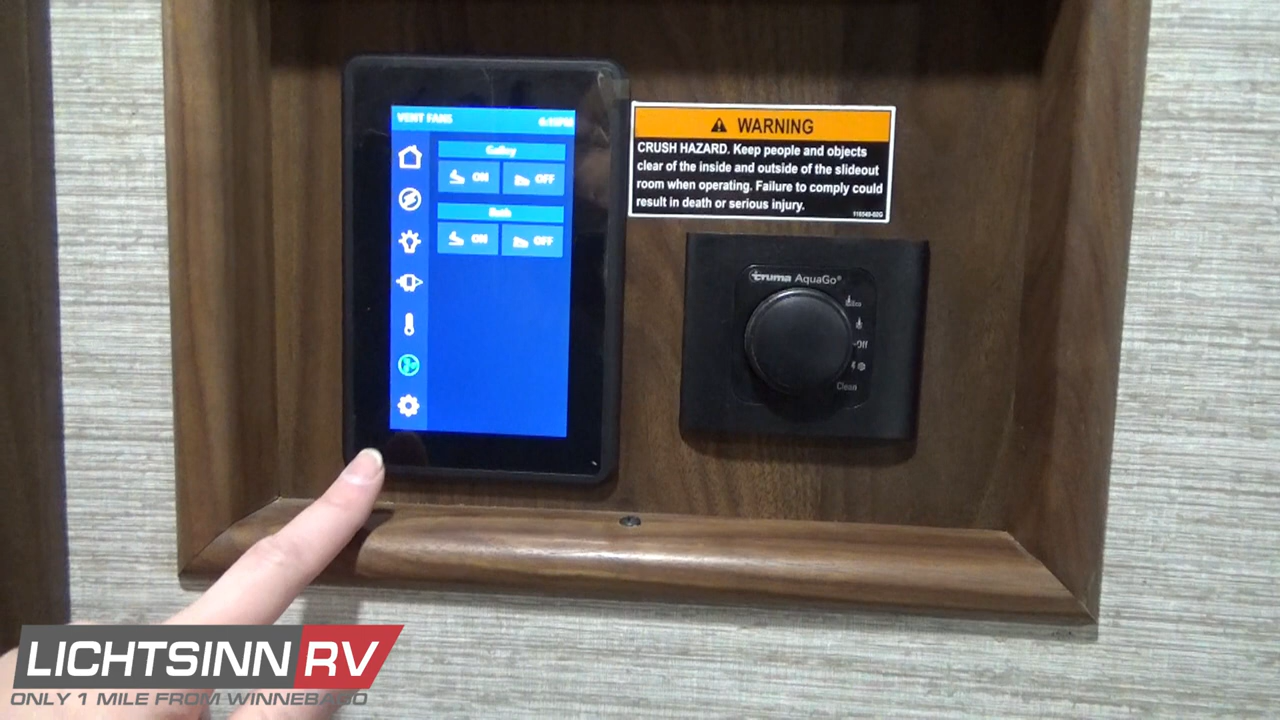 VENT FANS
Galley
ON OFF
Bath
ON OFF
WARNING
CRUSH HAZARD. Keep people and objects
clear of the inside and outside of the slideout
room when operating. Failure to comply could
result in death or serious injury.
Truma AquaGo®
Off
Clean
LICHTSINN RV
ONLY 1 MILE FROM WINNEBAGO